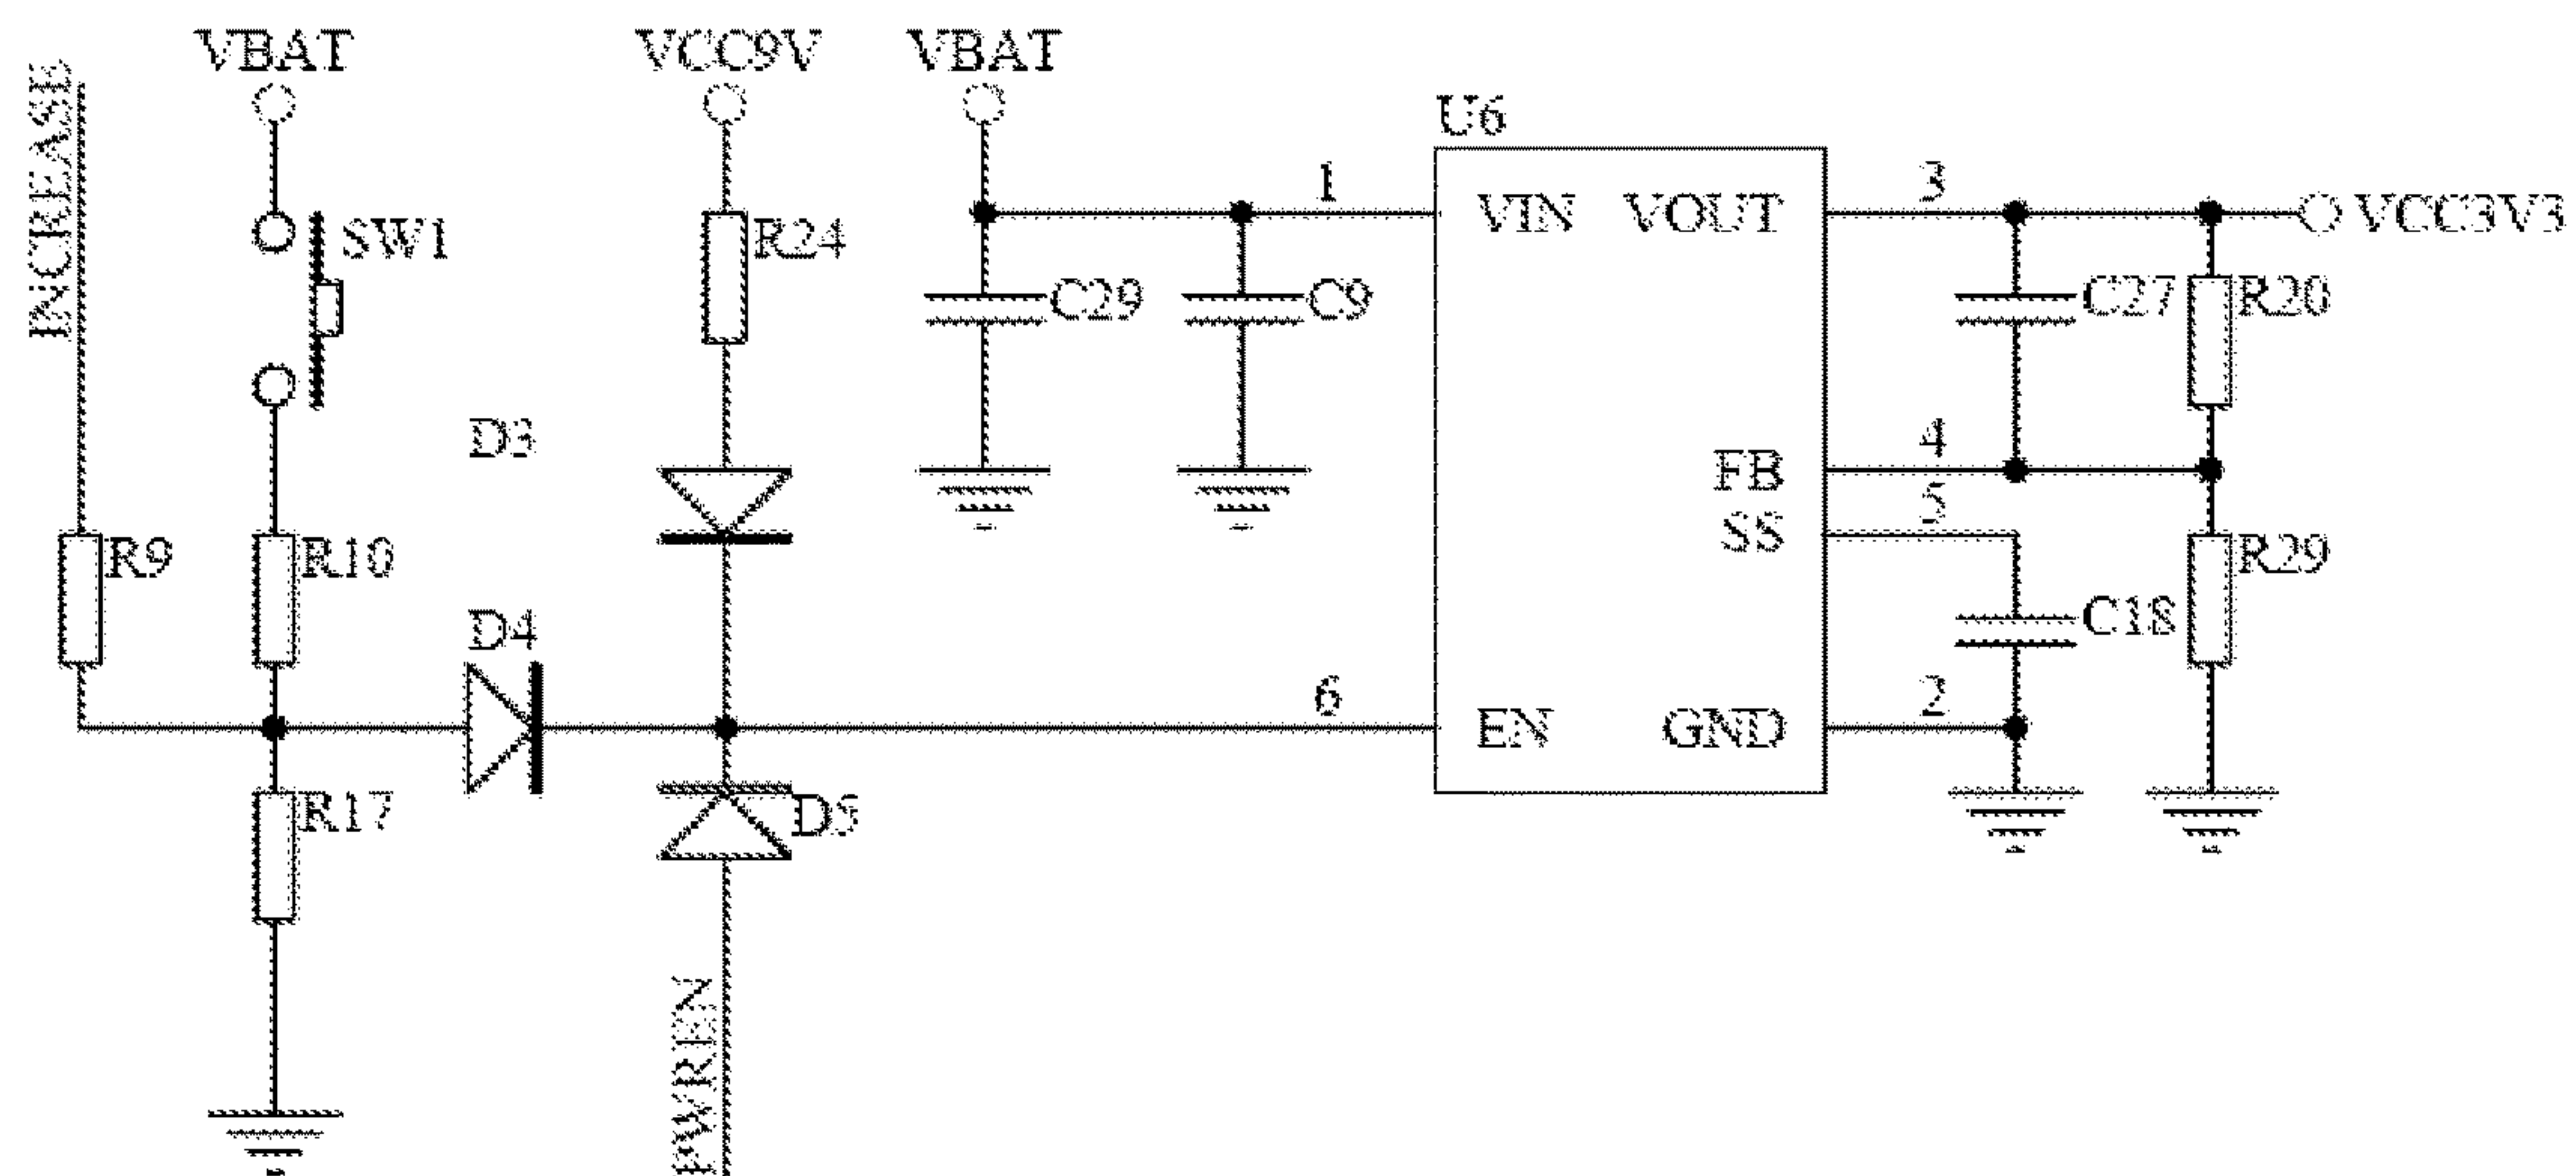 VBAT
VCC9V
VBAT
INCREASE
U6
1
3
VIN
VOUT
VCC3V3
SW1
R24
C29
C9
C27
R20
D3
4
FB
5
SS
R9
R10
R29
D4
C18
6
2
EN
GND
R17
D5
PWREN